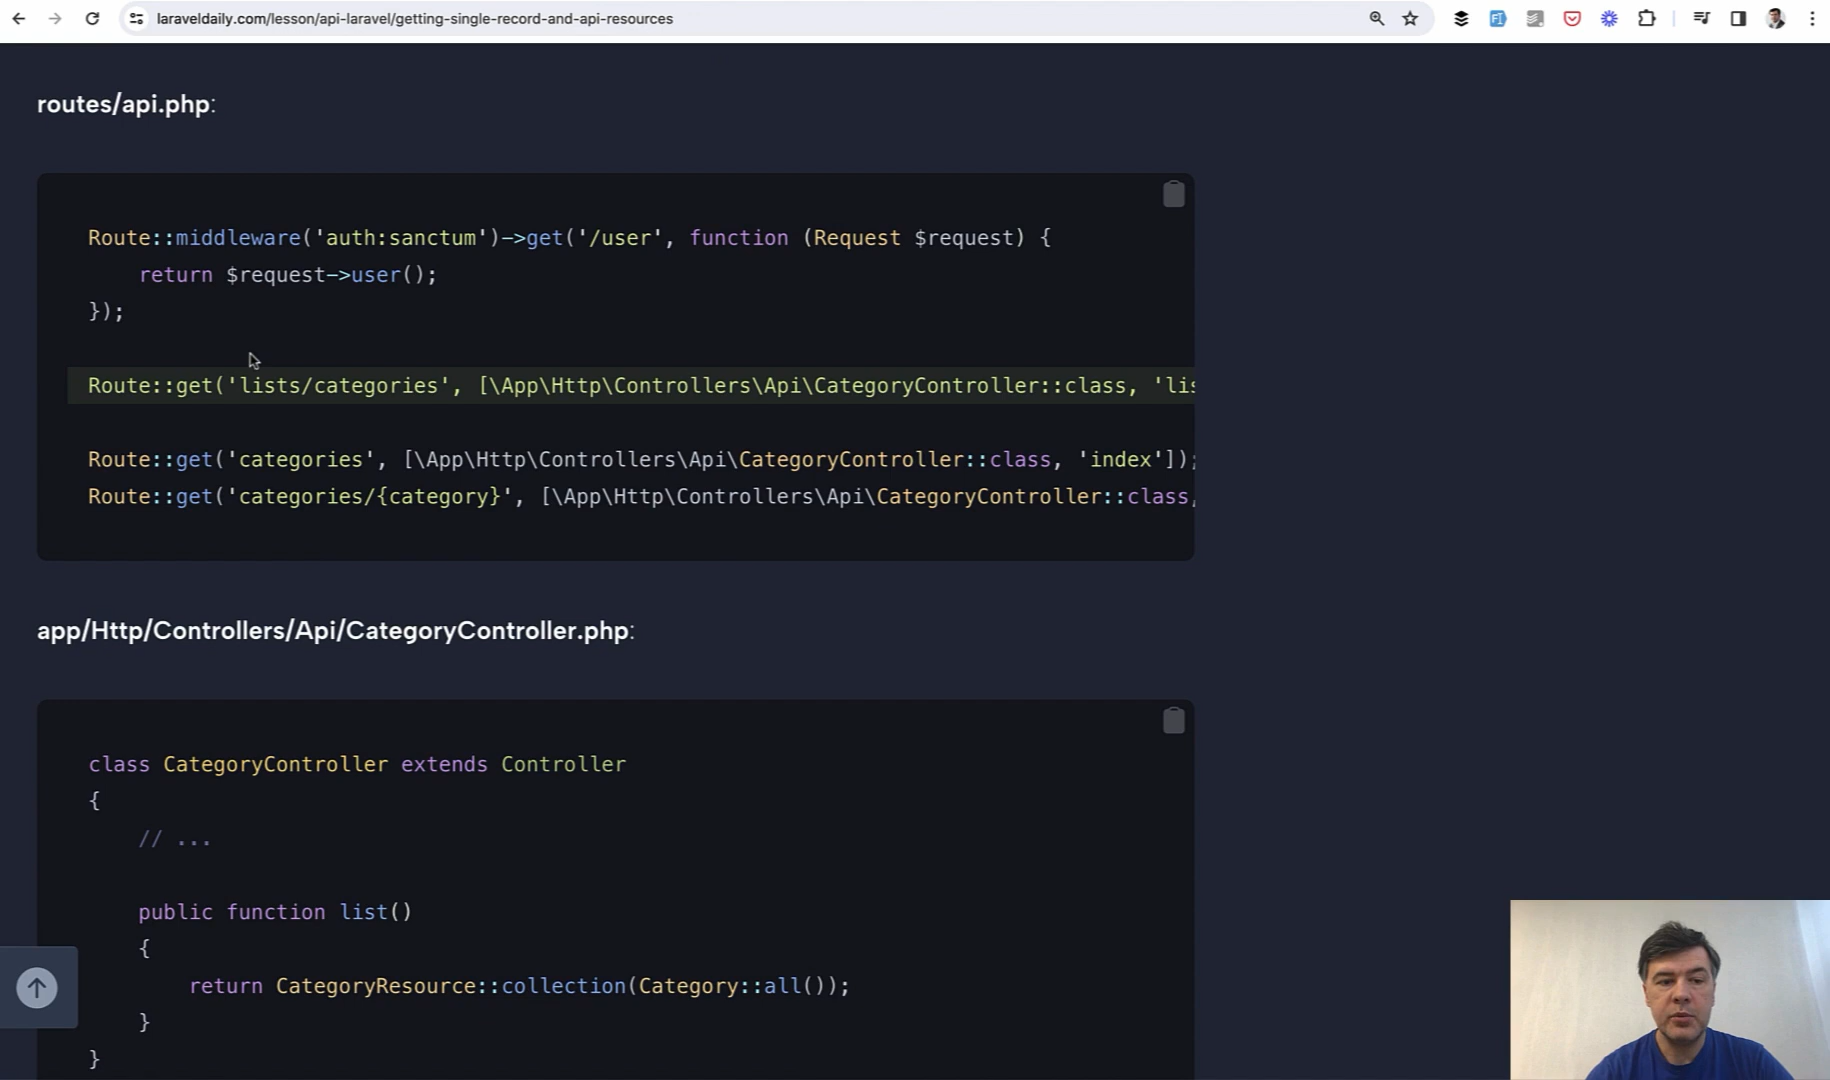 laraveldaily.com/lesson/api-laravel/getting-single-record-and-api-resources
routes/api.php:
Route::middleware('auth:sanctum')->get('/user', function (Request $request) {
    return $request->user();
});
Route::get('lists/categories', [\App\Http\Controllers\Api\CategoryController::class, 'lis
Route::get('categories', [\App\Http\Controllers\Api\CategoryController::class, 'index']);
Route::get('categories/{category}', [\App\Http\Controllers\Api\CategoryController::class,
app/Http/Controllers/Api/CategoryController.php:
class CategoryController extends Controller
{
    // ...
    public function list()
    {
        return CategoryResource::collection(Category::all());
    }
}